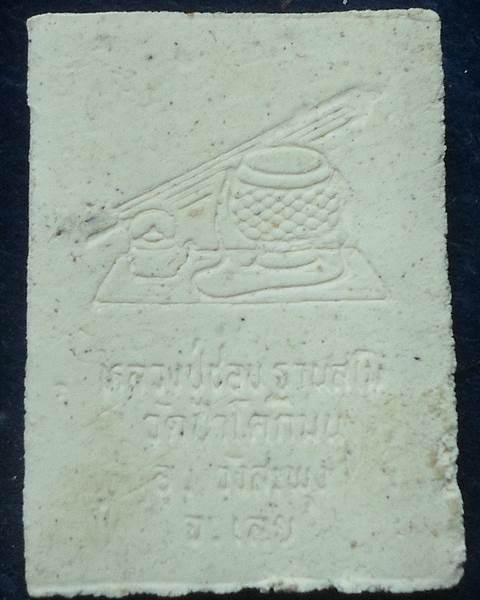 หลวงปู่ชอบ ฐานสโม
วัดป่าโคกมน
อ. วังสะพุง
จ. เลย